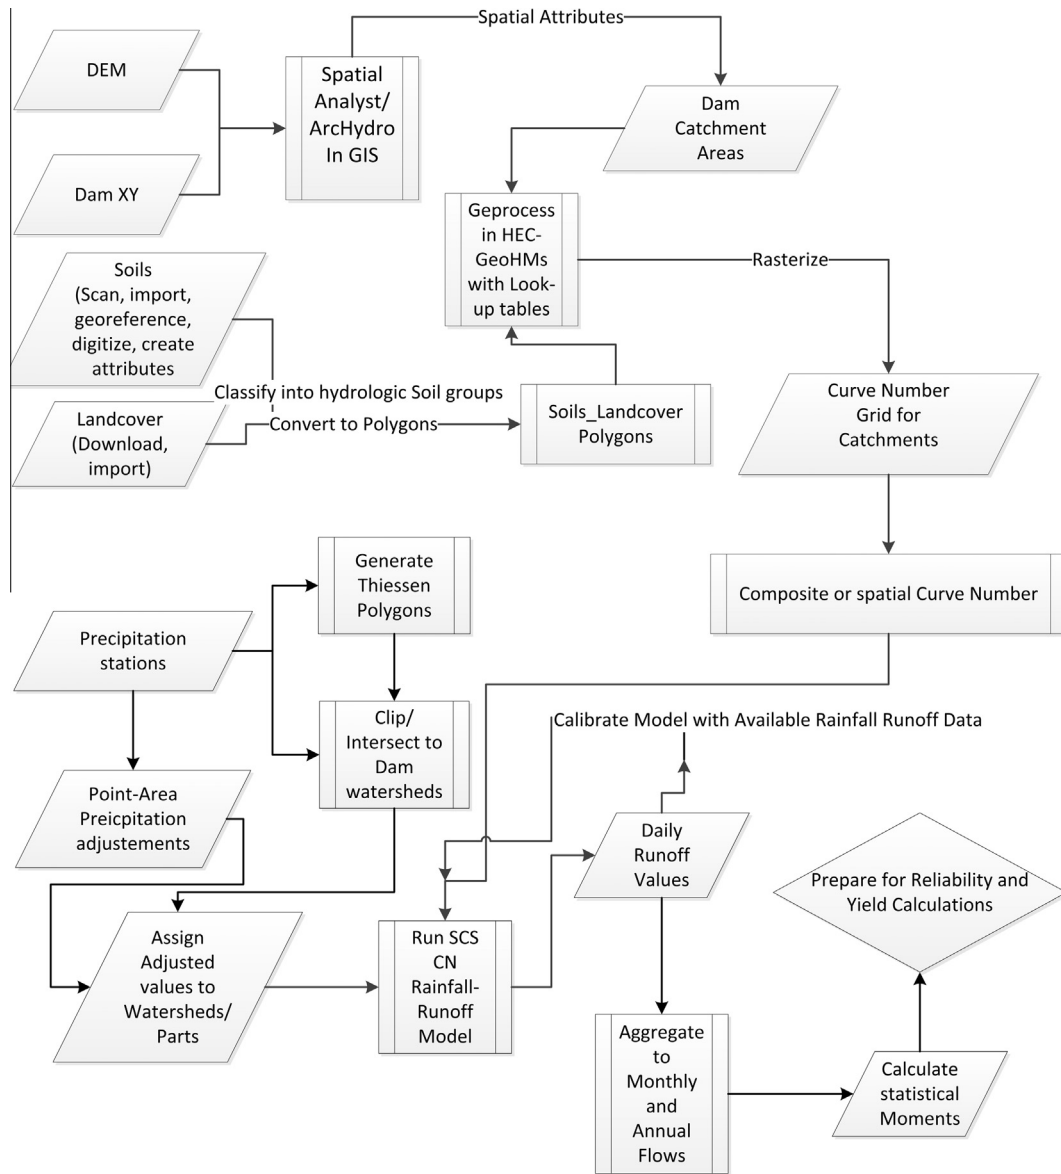 Spatial Attributes
DEM
Spatial
Analyst/
ArcHydro
In GIS
Dam
Catchment
Areas
Dam XY
Geprocess
in HEC-
GeoHMs
with Look-
up tables
Rasterize
Soils
(Scan, import,
georeference,
digitize, create
attributes
Classify into hydrologic Soil groups
Landcover
(Download,
import)
Convert to Polygons
Soils_Landcover
Polygons
Curve Number
Grid for
Catchments
Composite or spatial Curve Number
Generate
Thiessen
Polygons
Precipitation
stations
Clip/
Intersect to
Dam
watersheds
Calibrate Model with Available Rainfall Runoff Data
Point-Area
Preicpitation
adjustements
Daily
Runoff
Values
Prepare for Reliability and
Yield Calculations
Assign
Adjusted
values to
Watersheds/
Parts
Run SCS
CN
Rainfall-
Runoff
Model
Aggregate
to
Monthly
and
Annual
Flows
Calculate
statistical
Moments